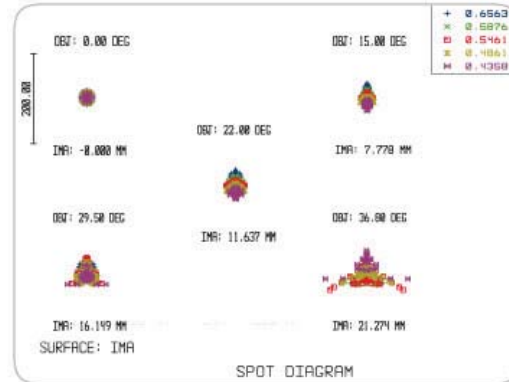 + 0.6563
× 0.5876
0.5461
0.4861
0.4358
200.00
OBJ: 0.00 DEG
OBJ: 15.00 DEG
IMA: -0.000 MM
IMA: 7.778 MM
OBJ: 22.00 DEG
IMA: 11.637 MM
OBJ: 29.50 DEG
OBJ: 36.80 DEG
IMA: 16.149 MM
IMA: 21.274 MM
SURFACE: IMA
SPOT DIAGRAM